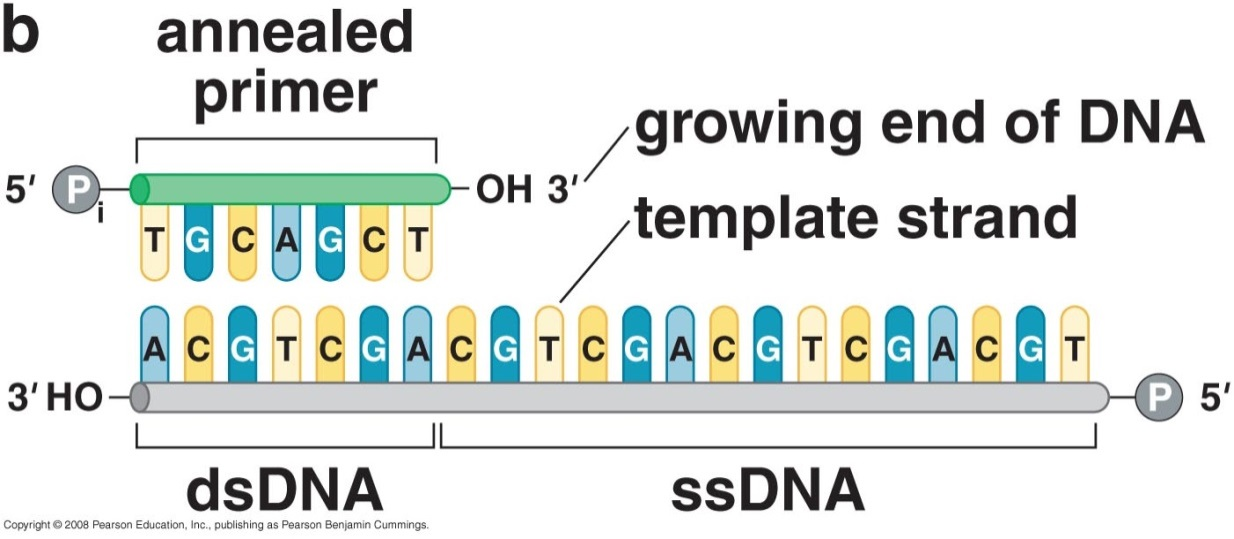 b
annealed
primer
growing end of DNA
5′ P i OH 3′
template strand
T G C A G C T
A C G T C G A C G T C G A C G T C G A C G T
3′ HO P 5′
dsDNA ssDNA
Copyright © 2008 Pearson Education, Inc., publishing as Pearson Benjamin Cummings.